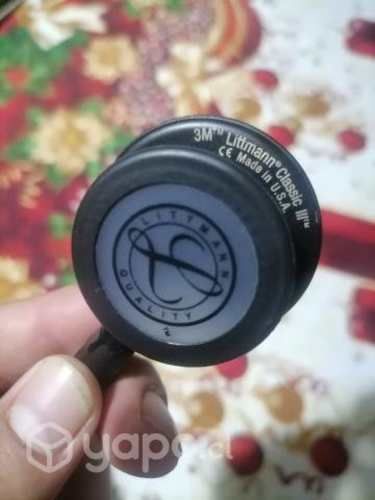 3M™ Littmann® Classic III™
CE Made in U.S.A.
LITTMANN
QUALITY
yapo.cl